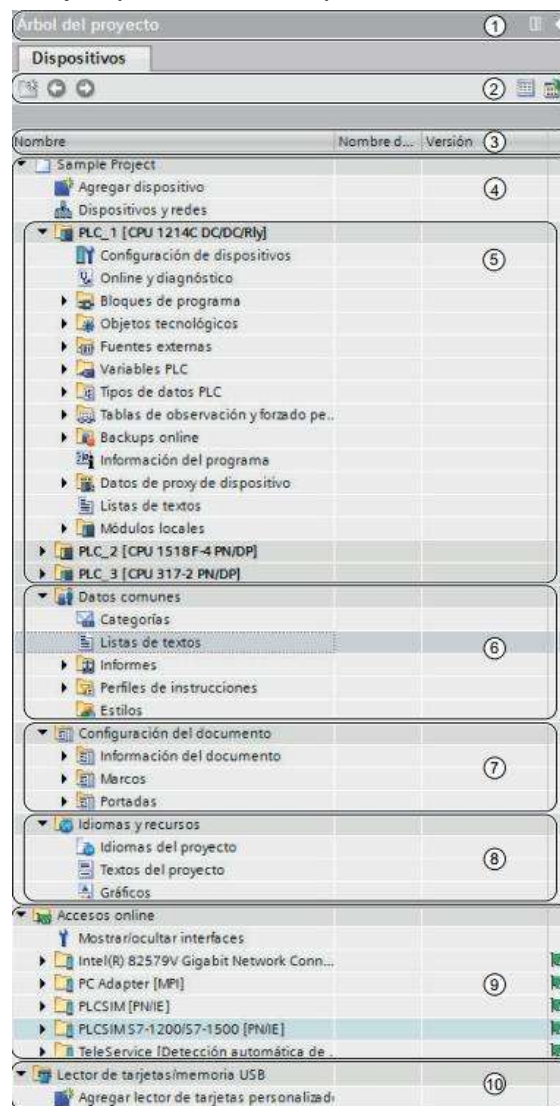 Árbol del proyecto ①
Dispositivos
②
Nombre Nombre d... Versión ③
Sample Project
Agregar dispositivo ④
Dispositivos y redes
PLC_1 [CPU 1214C DC/DC/Rly]
Configuración de dispositivos ⑤
Online y diagnóstico
Bloques de programa
Objetos tecnológicos
Fuentes externas
Variables PLC
Tipos de datos PLC
Tablas de observación y forzado pe...
Backups online
Información del programa
Datos de proxy de dispositivo
Listas de textos
Módulos locales
PLC_2 [CPU 1518F-4 PN/DP]
PLC_3 [CPU 317-2 PN/DP]
Datos comunes
Categorías
Listas de textos ⑥
Informes
Perfiles de instrucciones
Estilos
Configuración del documento
Información del documento
Marcos ⑦
Portadas
Idiomas y recursos
Idiomas del proyecto
Textos del proyecto ⑧
Gráficos
Accesos online
Mostrar/ocultar interfaces
Intel(R) 82579V Gigabit Network Conn...
PC Adapter [MPI] ⑨
PLCSIM [PN/IE]
PLCSIM S7-1200/S7-1500 [PN/IE]
TeleService [Detección automática de .
Lector de tarjetas/memoria USB
Agregar lector de tarjetas personalizad ⑩